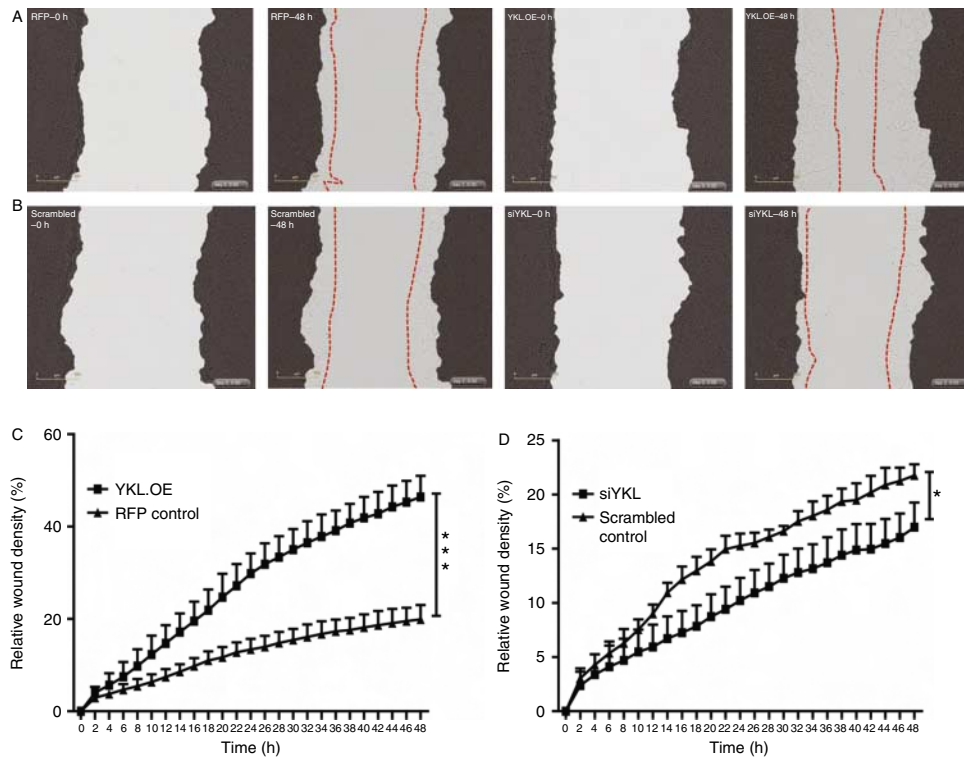 A
RFP–0 h
RFP–48 h
YKL.OE–0 h
YKL.OE–48 h
B
Scrambled
–0 h
Scrambled
–48 h
siYKL–0 h
siYKL–48 h
C
60
40
20
0
Relative wound density (%)
YKL.OE
RFP control
***
0 2 4 6 8 10 12 14 16 18 20 22 24 26 28 30 32 34 36 38 40 42 44 46 48
Time (h)
D
25
20
15
10
5
0
Relative wound density (%)
siYKL
Scrambled
control
*
0 2 4 6 8 10 12 14 16 18 20 22 24 26 28 30 32 34 36 38 40 42 44 46 48
Time (h)